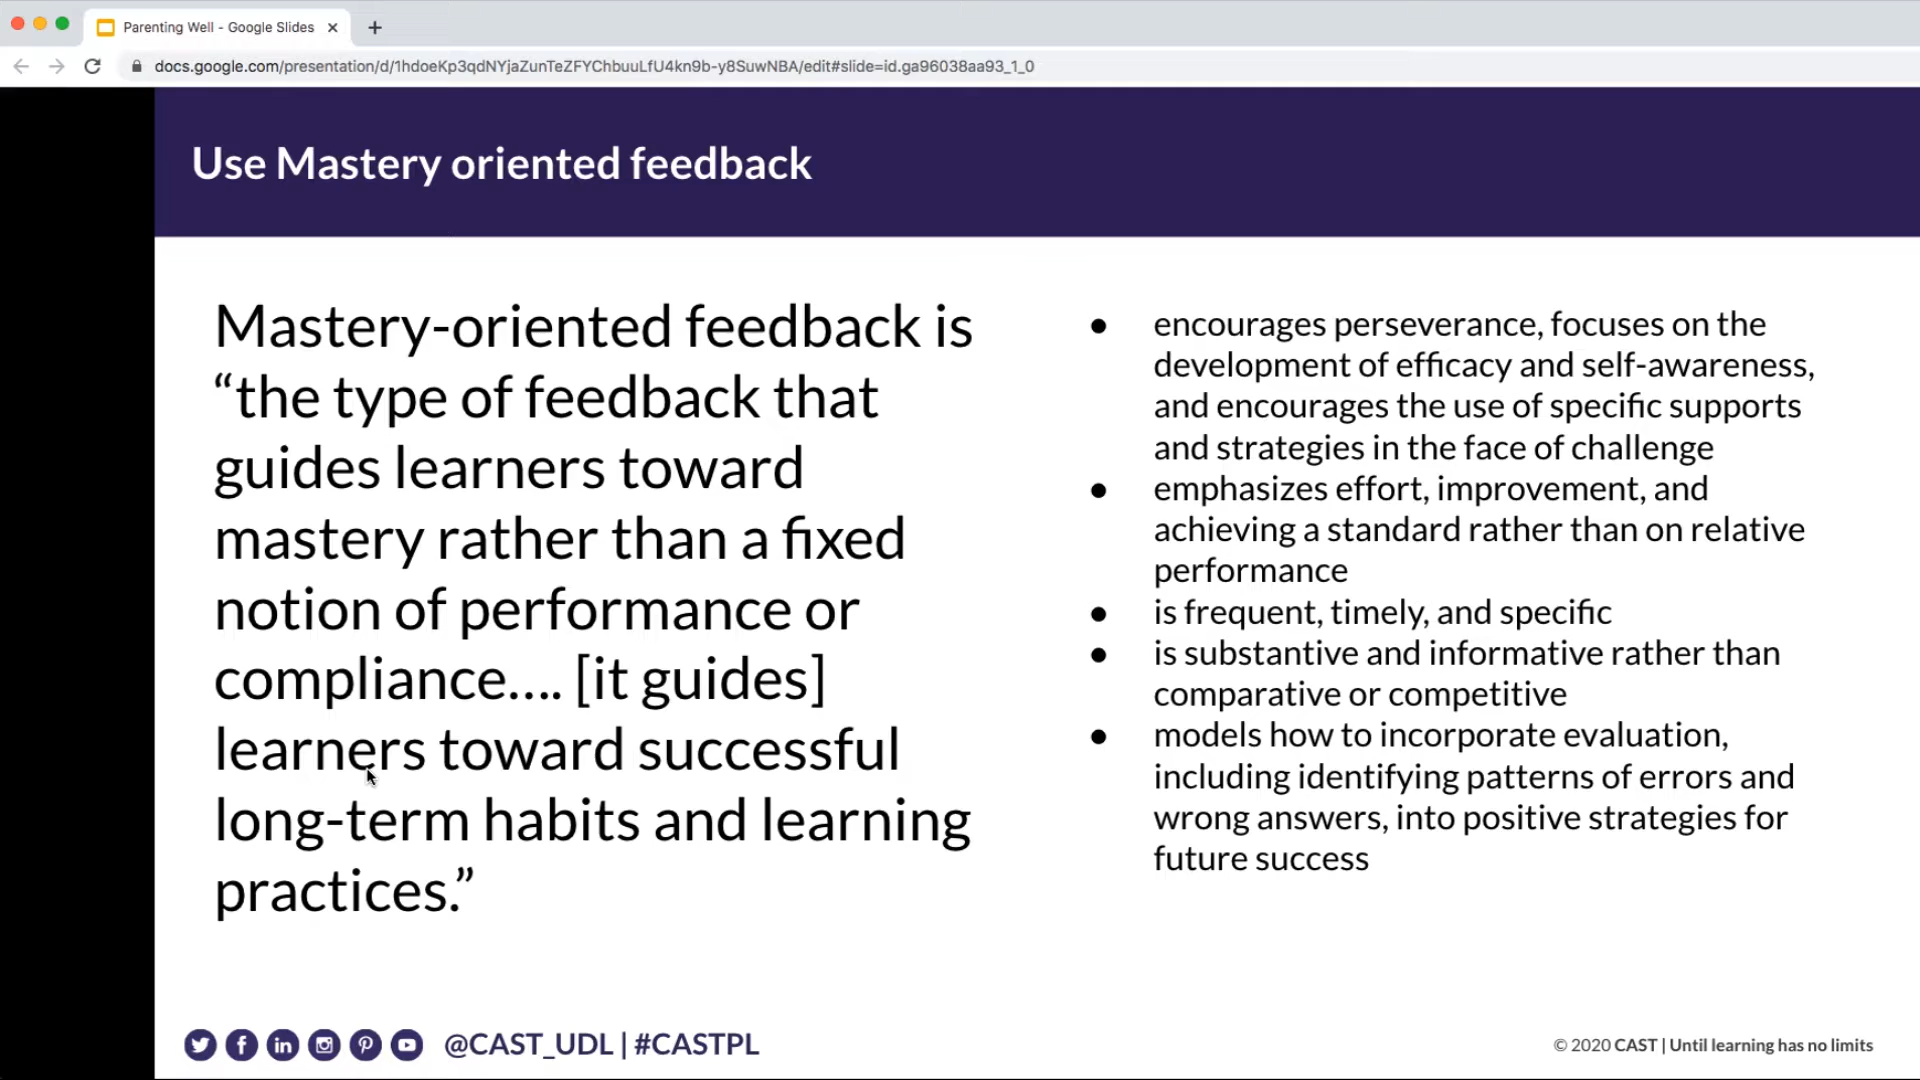 Parenting Well - Google Slides
docs.google.com/presentation/d/1hdoeKp3qdNYjaZunTeZFYChbuuLfU4kn9b-y8SuwNBA/edit#slide=id.ga96038aa93_1_0
Use Mastery oriented feedback
Mastery-oriented feedback is
“the type of feedback that
guides learners toward
mastery rather than a fixed
notion of performance or
compliance.... [it guides]
learners toward successful
long-term habits and learning
practices.”
● encourages perseverance, focuses on the
development of efficacy and self-awareness,
and encourages the use of specific supports
and strategies in the face of challenge
● emphasizes effort, improvement, and
achieving a standard rather than on relative
performance
● is frequent, timely, and specific
● is substantive and informative rather than
comparative or competitive
● models how to incorporate evaluation,
including identifying patterns of errors and
wrong answers, into positive strategies for
future success
@CAST_UDL | #CASTPL
© 2020 CAST | Until learning has no limits